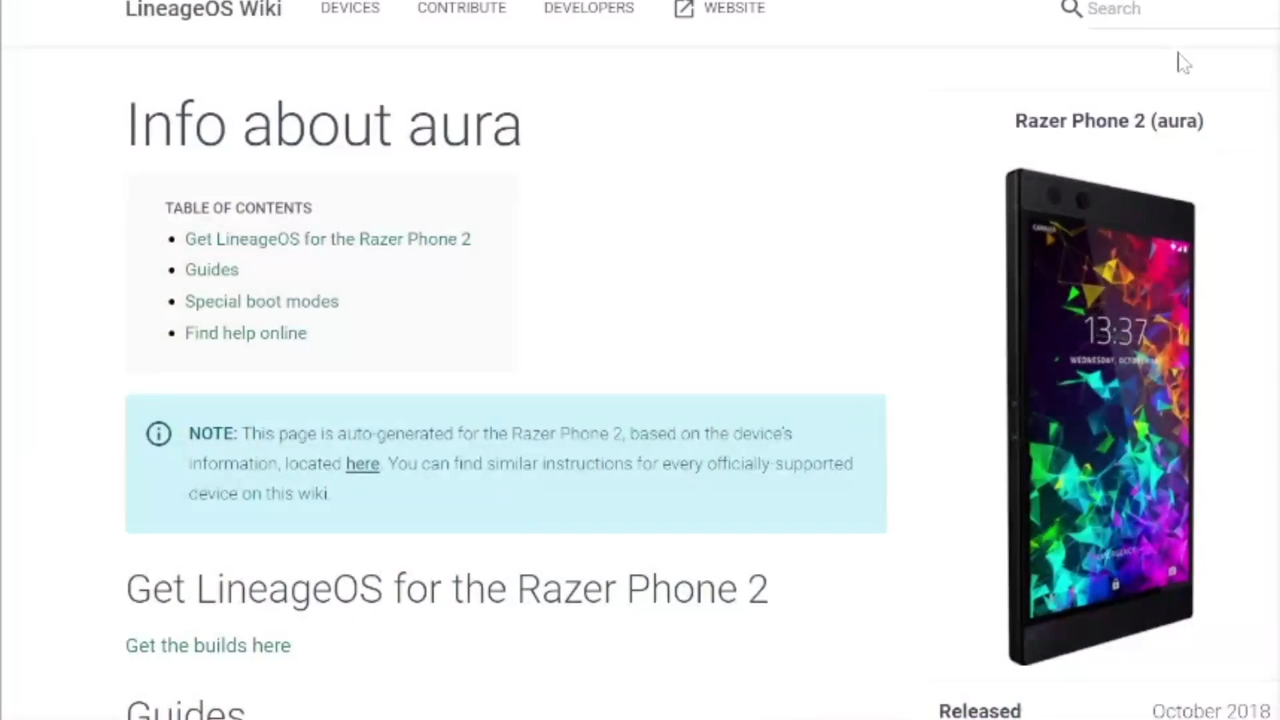 LineageOS Wiki DEVICES CONTRIBUTE DEVELOPERS WEBSITE Search
Info about aura
TABLE OF CONTENTS
Get LineageOS for the Razer Phone 2
Guides
Special boot modes
Find help online
NOTE: This page is auto-generated for the Razer Phone 2, based on the device's
information, located here. You can find similar instructions for every officially-supported
device on this wiki.
Get LineageOS for the Razer Phone 2
Get the builds here
Guides
Razer Phone 2 (aura)
13:37
WEDNESDAY,
Released October 2018